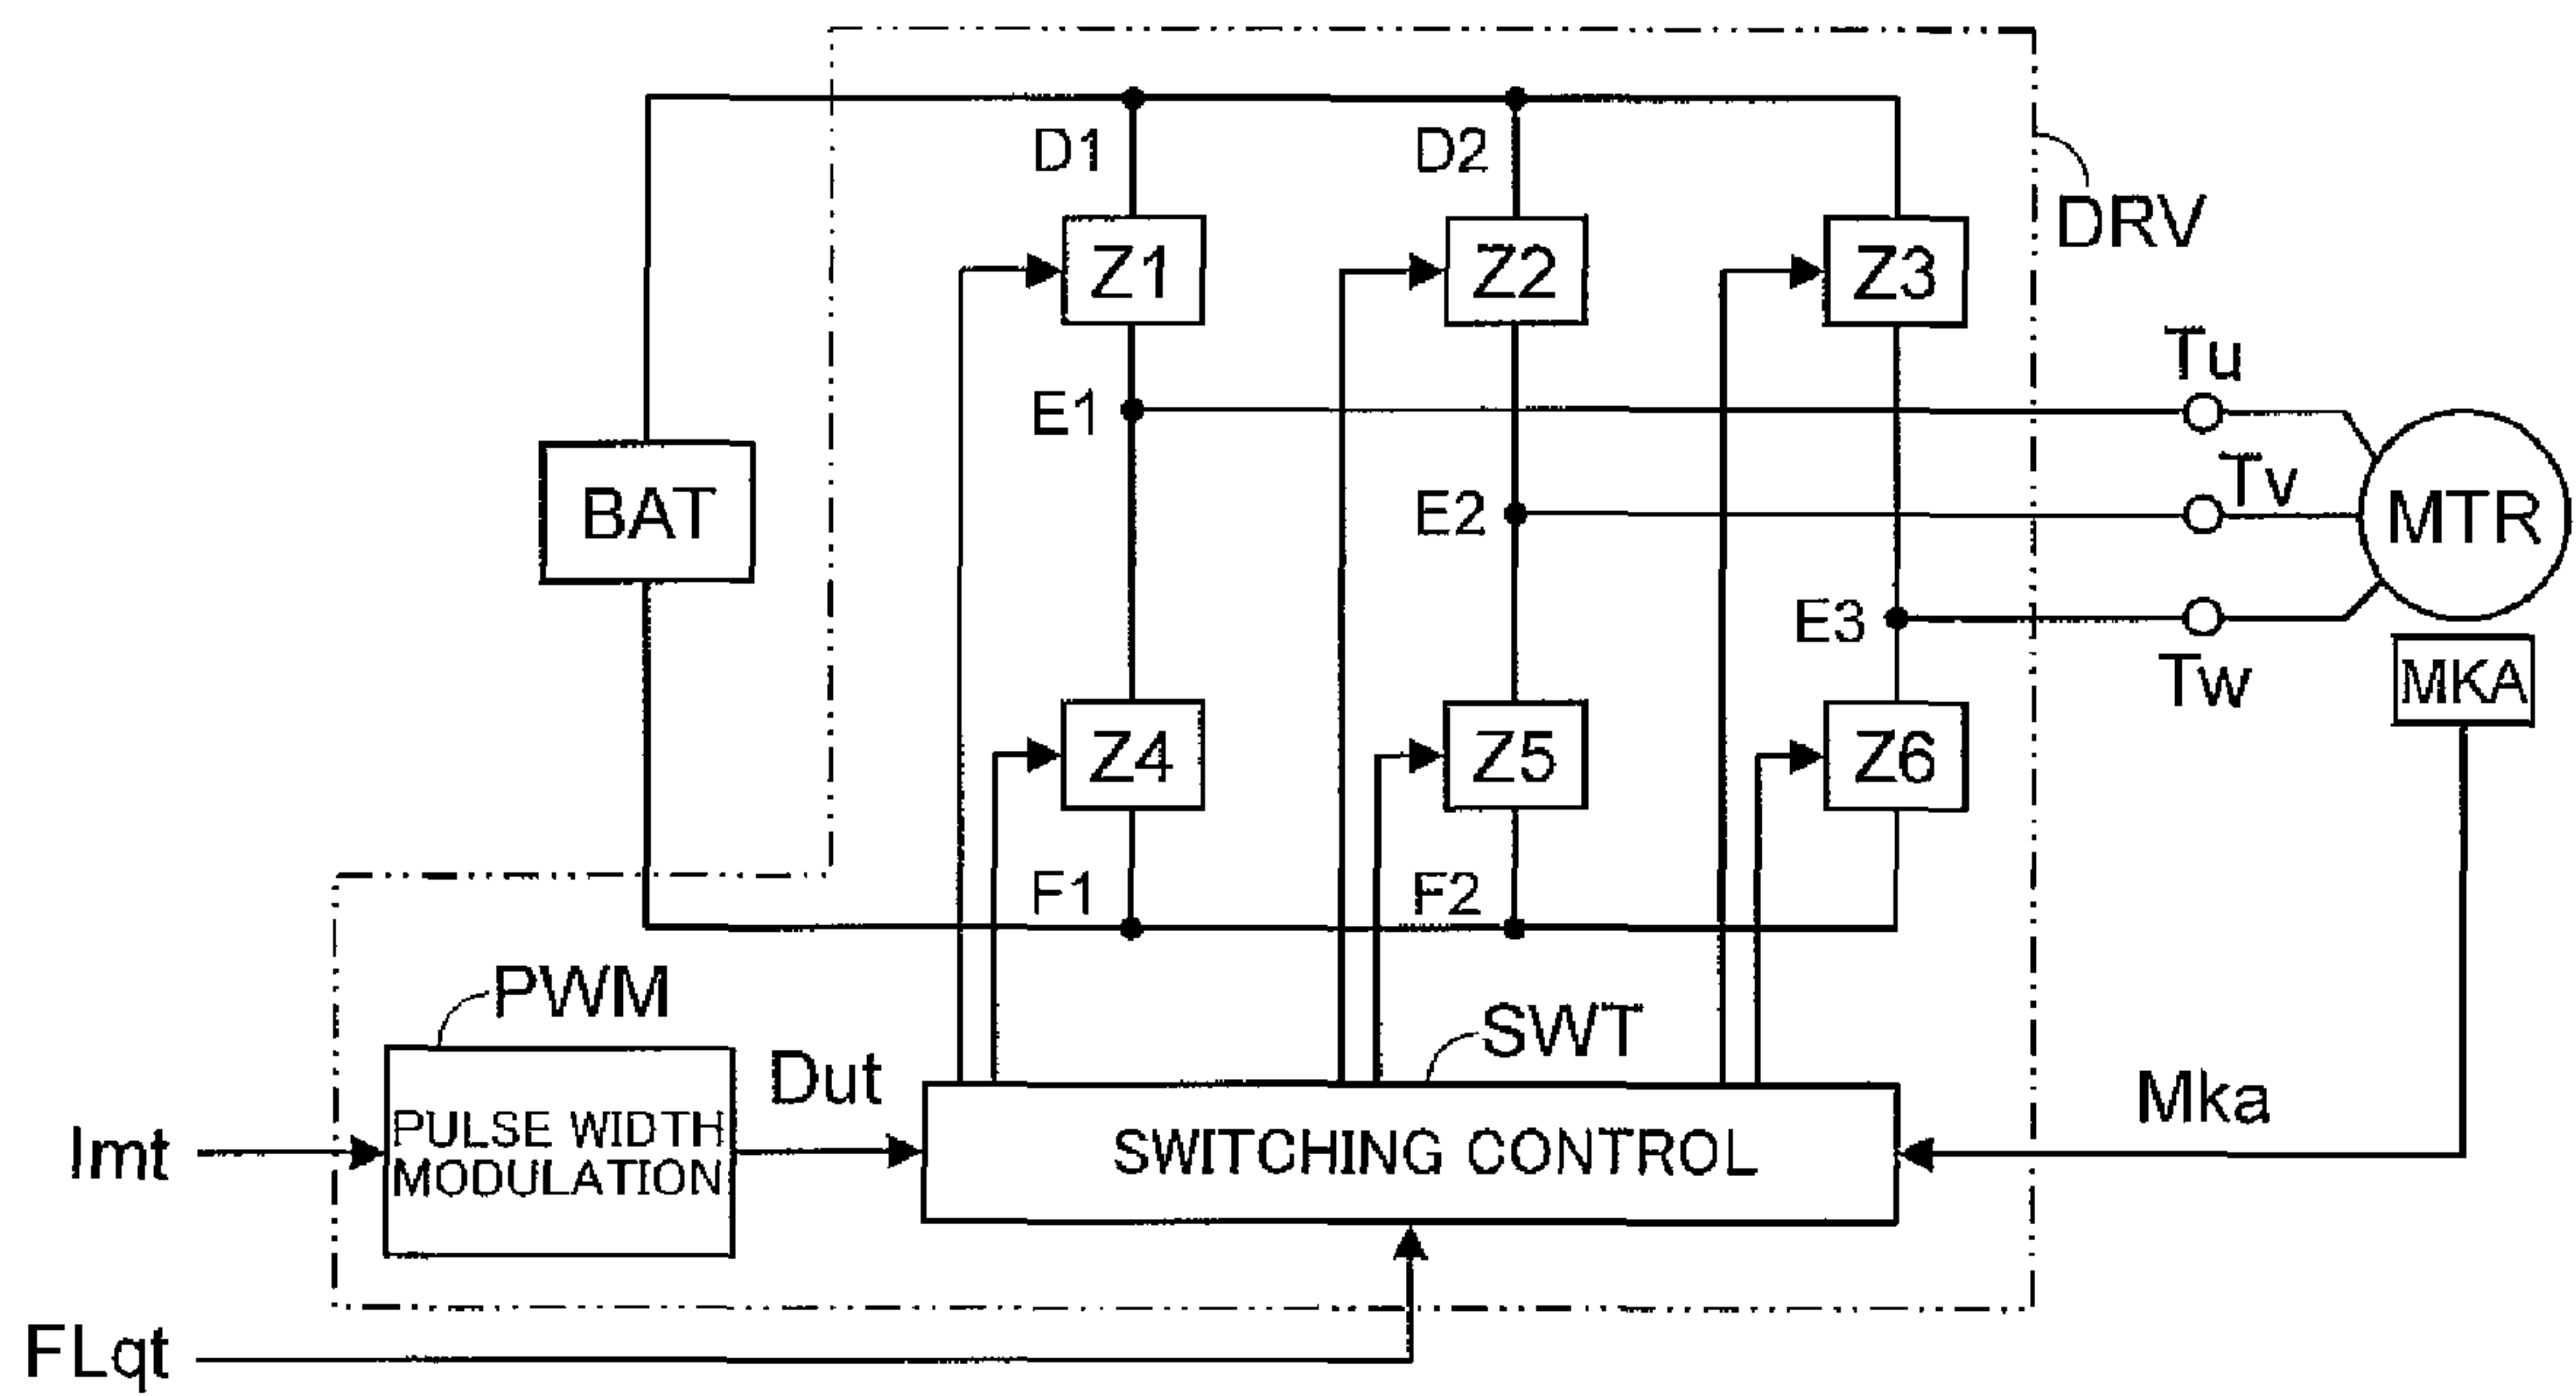 D1
D2
DRV
Z1
Z2
Z3
Tu
E1
Tv
BAT
E2
MTR
E3
Tw
MKA
Z4
Z5
Z6
F1
F2
PWM
SWT
Dut
Mka
Imt
PULSE WIDTH
MODULATION
SWITCHING CONTROL
FLqt